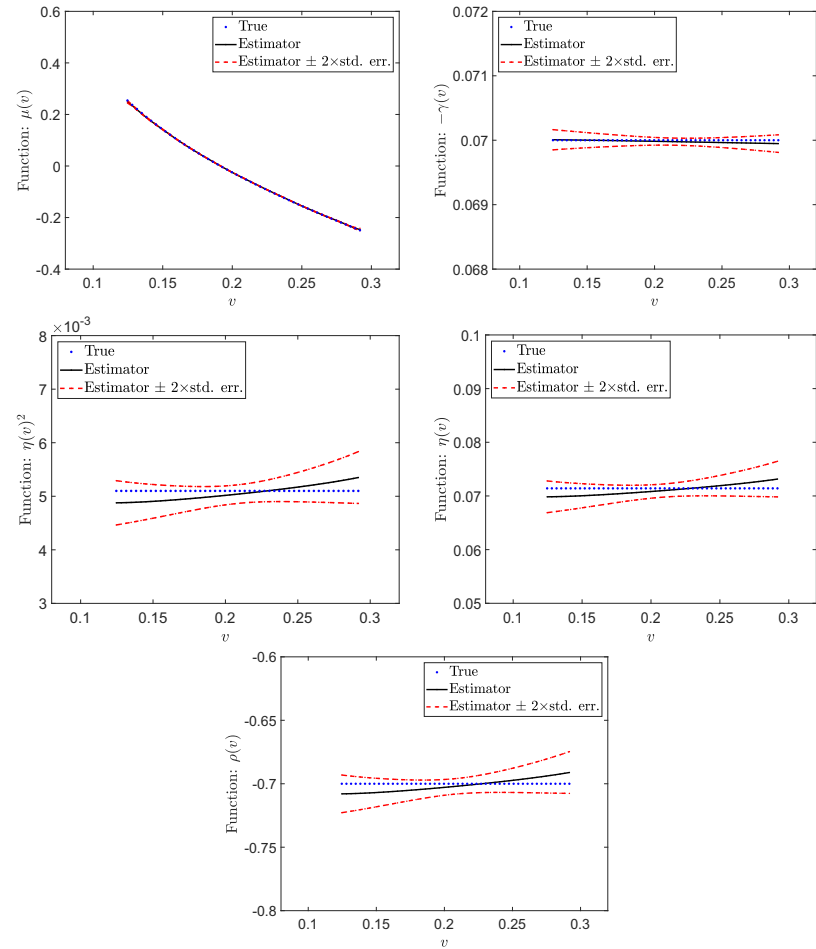 0.6
0.4
0.2
0
-0.2
-0.4
0.1
0.15
0.2
0.25
0.3
v
Function: μ(v)
True
Estimator
Estimator ± 2×std. err.
0.072
0.071
0.07
0.069
0.068
0.1
0.15
0.2
0.25
0.3
v
Function: −γ(v)
True
Estimator
Estimator ± 2×std. err.
×10⁻³
8
7
6
5
4
3
0.1
0.15
0.2
0.25
0.3
v
Function: η(v)²
True
Estimator
Estimator ± 2×std. err.
0.1
0.09
0.08
0.07
0.06
0.05
0.1
0.15
0.2
0.25
0.3
v
Function: η(v)
True
Estimator
Estimator ± 2×std. err.
-0.6
-0.65
-0.7
-0.75
-0.8
0.1
0.15
0.2
0.25
0.3
v
Function: ρ(v)
True
Estimator
Estimator ± 2×std. err.